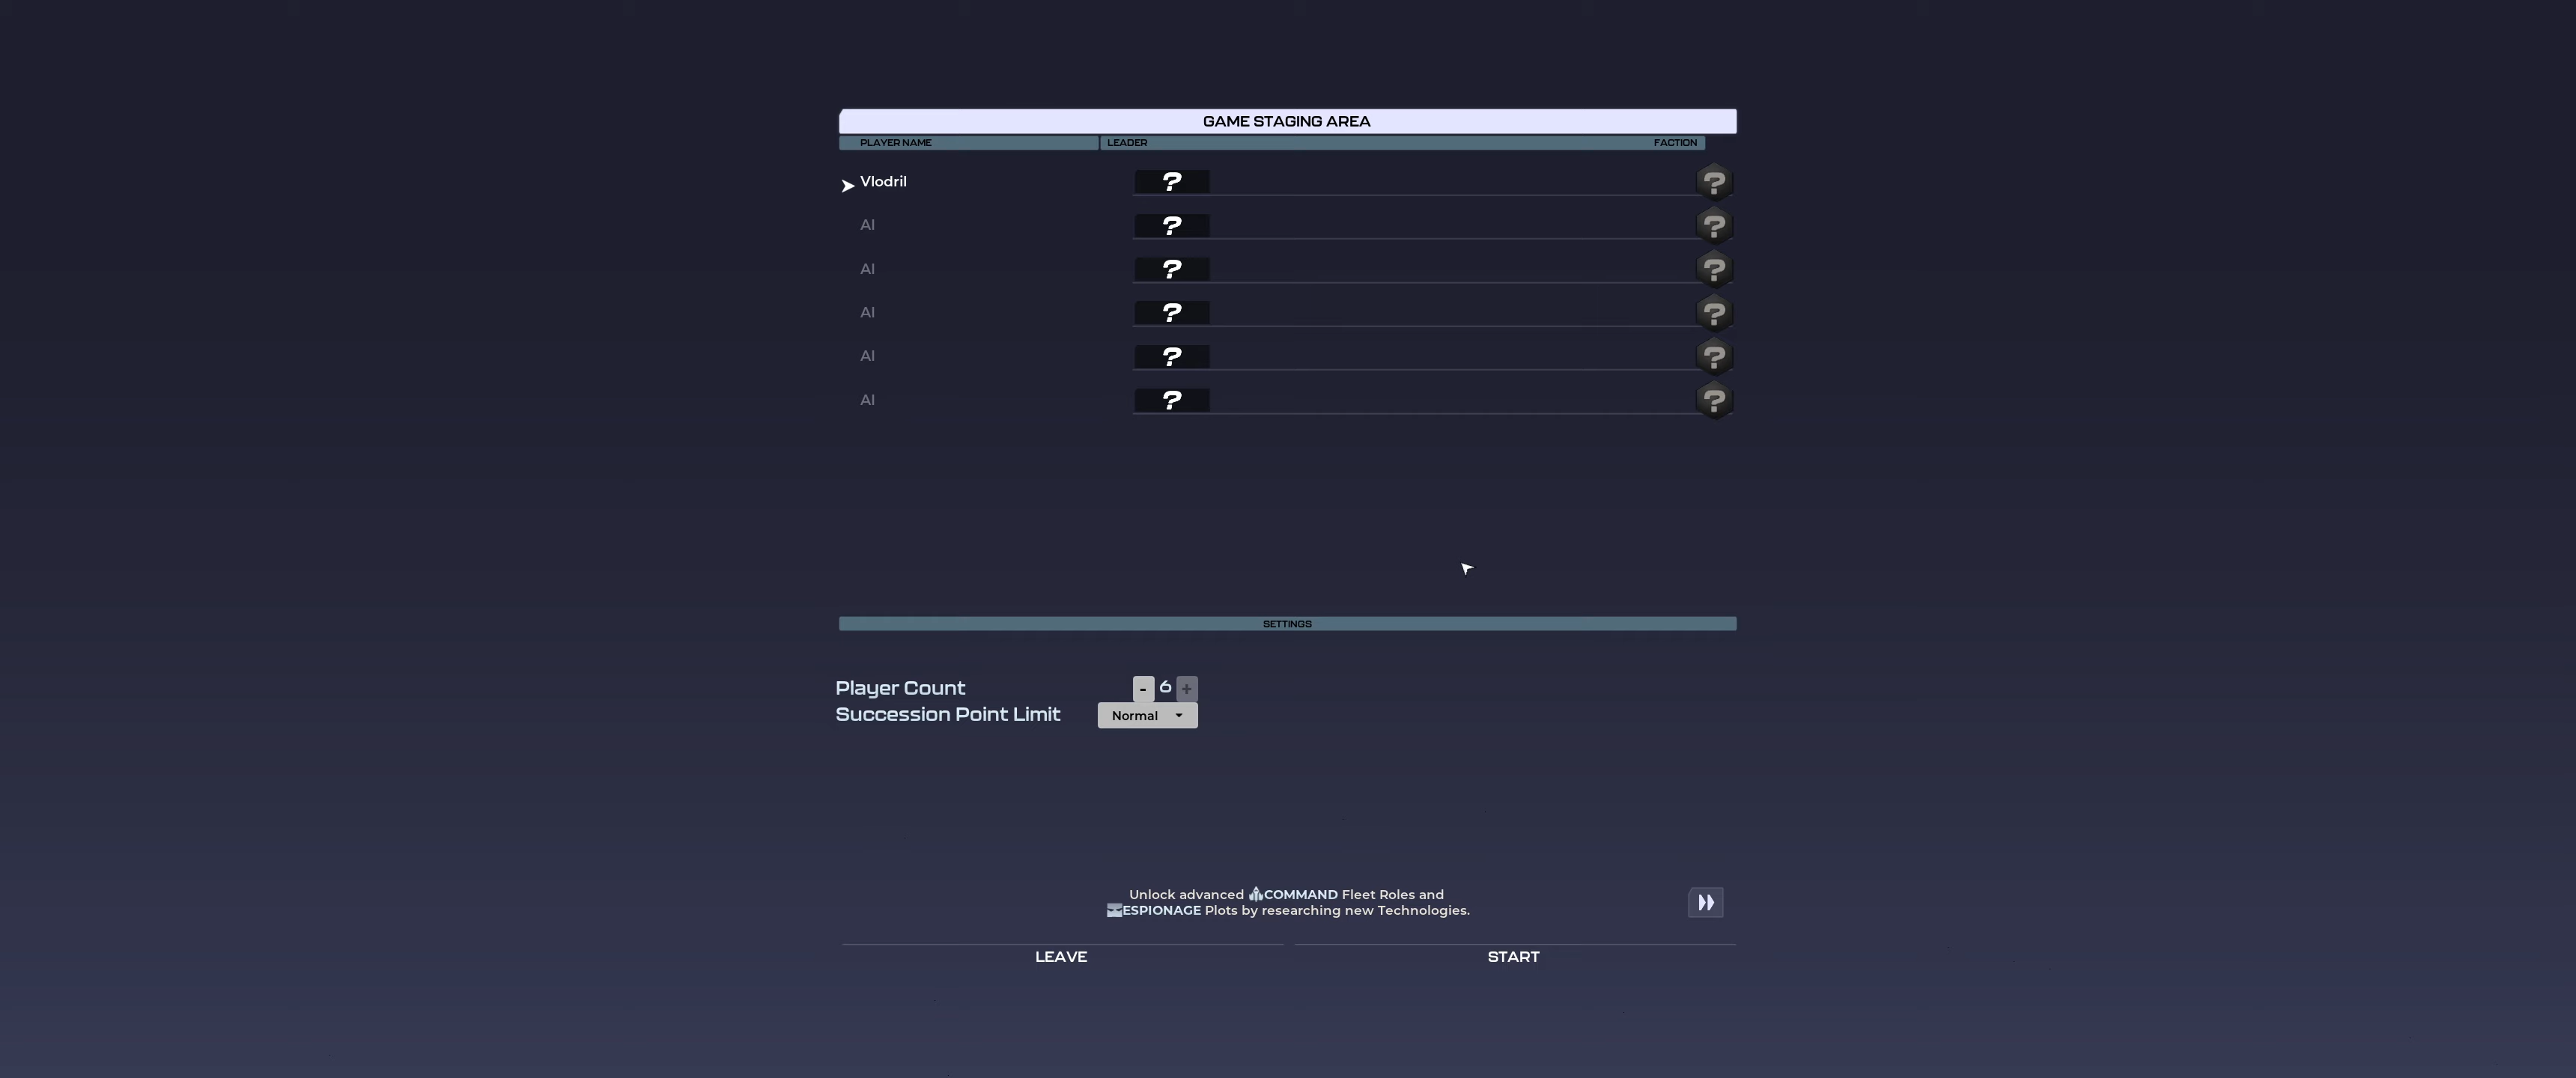 GAME STAGING AREA
PLAYER NAME LEADER FACTION
Vlodril ? ?
AI ? ?
AI ? ?
AI ? ?
AI ? ?
AI ? ?
SETTINGS
Player Count - 6 +
Succession Point Limit Normal
Unlock advanced COMMAND Fleet Roles and
ESPIONAGE Plots by researching new Technologies.
LEAVE START